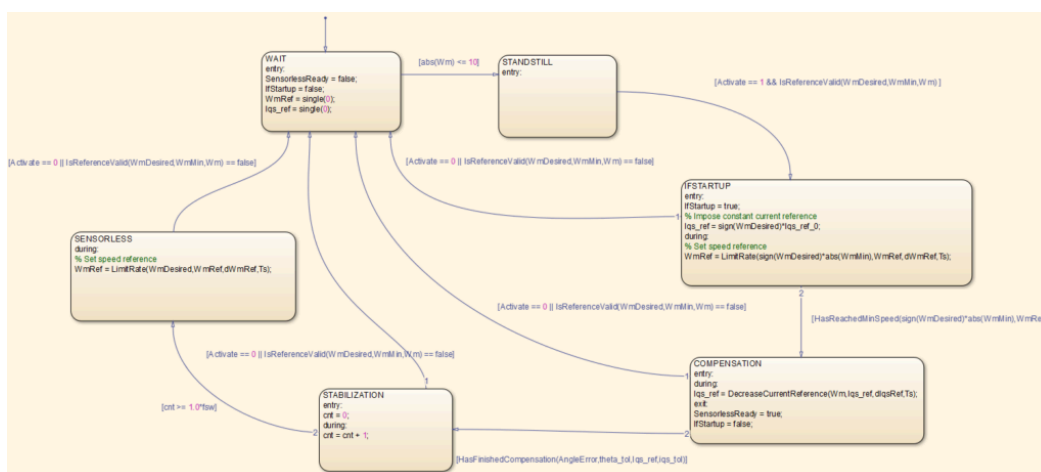 WAIT
entry:
SensorlessReady = false;
IfStartup = false;
WmRef = single(0);
Iqs_ref = single(0);
[abs(Wm) <= 10]
STANDSTILL
entry:
[Activate == 1 && IsReferenceValid(WmDesired,WmMin,Wm) ]
[Activate == 0 || IsReferenceValid(WmDesired,WmMin,Wm) == false]
[Activate == 0 || IsReferenceValid(WmDesired,WmMin,Wm) == false]
1
IFSTARTUP
entry:
IfStartup = true;
% Impose constant current reference
Iqs_ref = sign(WmDesired)*Iqs_ref_0;
during:
% Set speed reference
WmRef = LimitRate(sign(WmDesired)*abs(WmMin),WmRef,dWmRef,Ts);
2
SENSORLESS
during:
% Set speed reference
WmRef = LimitRate(WmDesired,WmRef,dWmRef,Ts);
[Activate == 0 || IsReferenceValid(WmDesired,WmMin,Wm) == false]
[HasReachedMinSpeed(sign(WmDesired)*abs(WmMin),WmRe
[Activate == 0 || IsReferenceValid(WmDesired,WmMin,Wm) == false]
1
COMPENSATION
entry:
during:
Iqs_ref = DecreaseCurrentReference(Wm,Iqs_ref,dIqsRef,Ts);
exit:
SensorlessReady = true;
IfStartup = false;
2
1
STABILIZATION
entry:
cnt = 0;
during:
cnt = cnt + 1;
2
[cnt >= 1.0*fsw]
[HasFinishedCompensation(AngleError,theta_tol,Iqs_ref,iqs_tol)]